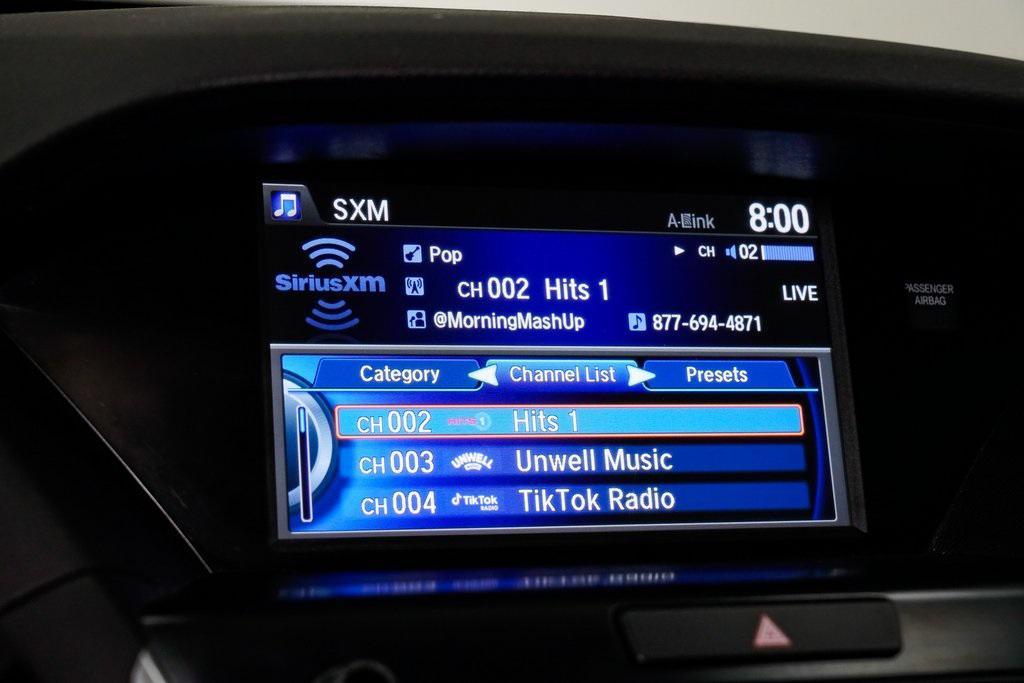 SXM
A-Link 8:00
Pop
CH 02
SiriusXM
CH 002 Hits 1
LIVE
@MorningMashUp 877-694-4871
PASSENGER
AIRBAG
Category Channel List Presets
CH 002 HITS 1 Hits 1
CH 003 UNWELL Unwell Music
CH 004 TikTok RADIO TikTok Radio